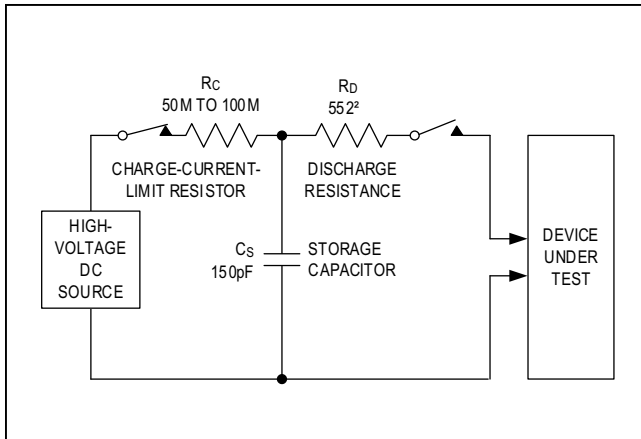 RC
50M TO 100M
CHARGE-CURRENT-
LIMIT RESISTOR
RD
552²
DISCHARGE
RESISTANCE
HIGH-
VOLTAGE
DC
SOURCE
CS
150pF
STORAGE
CAPACITOR
DEVICE
UNDER
TEST